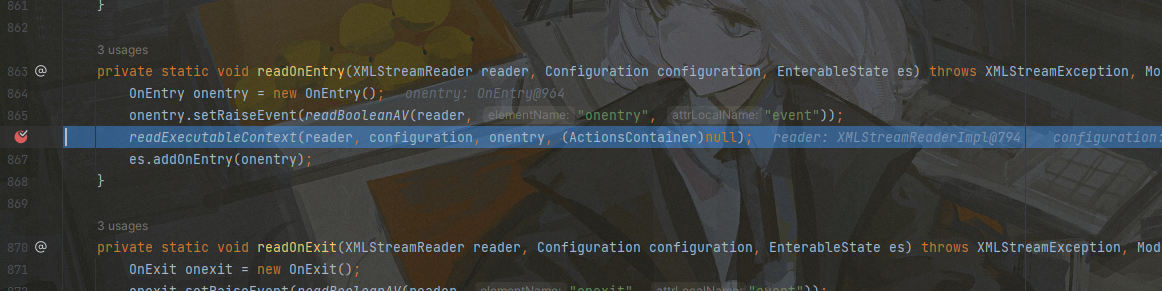 861 }
862
3 usages
863 @ private static void readOnEntry(XMLStreamReader reader, Configuration configuration, EnterableState es) throws XMLStreamException, Mo
864 OnEntry onentry = new OnEntry(); onentry: OnEntry@964
865 onentry.setRaiseEvent(readBooleanAV(reader, elementName: "onentry", attrLocalName: "event"));
readExecutableContext(reader, configuration, onentry, (ActionsContainer)null); reader: XMLStreamReaderImpl@794 configuration:
867 es.addOnEntry(onentry);
868 }
869
3 usages
870 @ private static void readOnExit(XMLStreamReader reader, Configuration configuration, EnterableState es) throws XMLStreamException, Mod
871 OnExit onexit = new OnExit();
872 onexit.setRaiseEvent(readBooleanAV(reader, elementName: "onexit", attrLocalName: "event"));